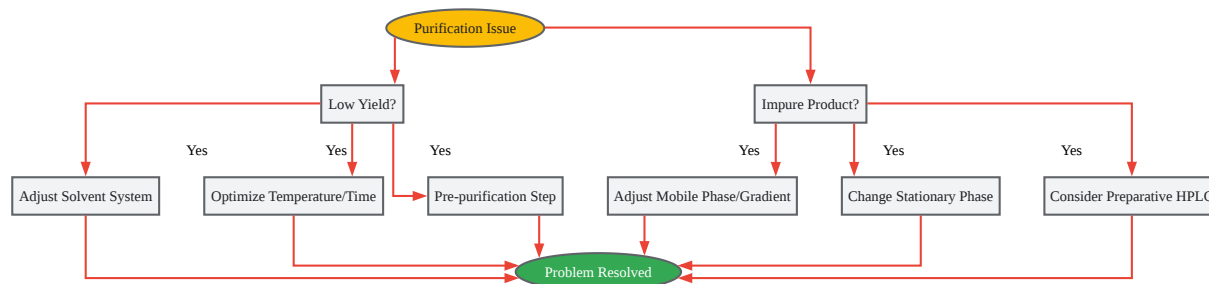 Purification Issue
Low Yield?
Impure Product?
Yes
Yes
Yes
Yes
Yes
Yes
Adjust Solvent System
Optimize Temperature/Time
Pre-purification Step
Adjust Mobile Phase/Gradient
Change Stationary Phase
Consider Preparative HPLC
Problem Resolved